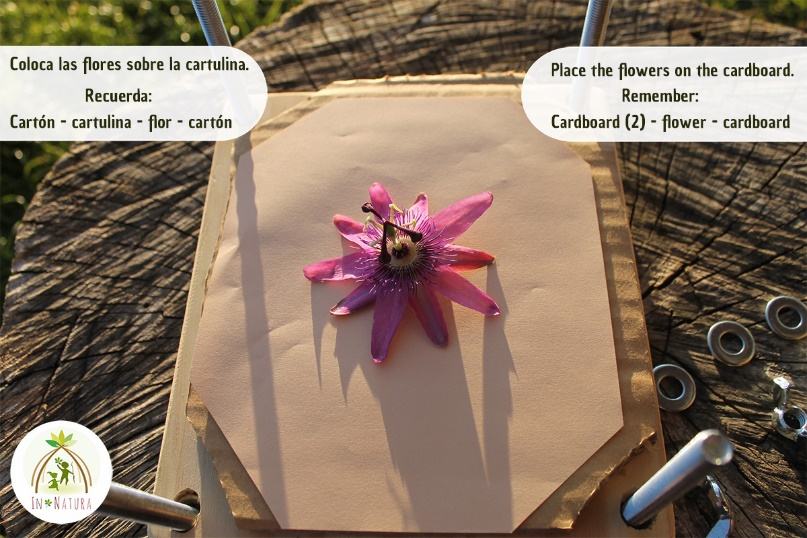 Coloca las flores sobre la cartulina.
Recuerda:
Cartón - cartulina - flor - cartón
Place the flowers on the cardboard.
Remember:
Cardboard (2) - flower - cardboard
IN NATURA